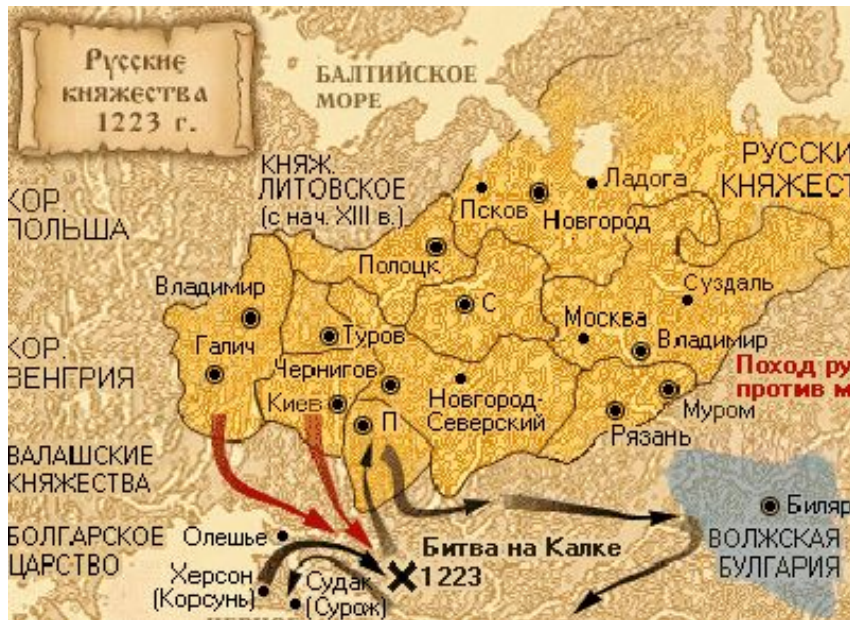 Русские
княжества
1223 г.
БАЛТИЙСКОЕ
МОРЕ
КНЯЖ.
ЛИТОВСКОЕ
(с нач. XIII в.)
РУССКИ
КНЯЖЕСТ
КОР.
ПОЛЬША
Псков
Новгород
Ладога
Полоцк
Владимир
С
Суздаль
Москва
Владимир
Туров
Галич
КОР.
ВЕНГРИЯ
Чернигов
Киев
П
Новгород-
Северский
Поход ру
против м
Муром
Рязань
ВАЛАШСКИЕ
КНЯЖЕСТВА
БОЛГАРСКОЕ
ЦАРСТВО
Олешье
Херсон
(Корсунь)
Судак
(Сурож)
Битва на Калке
1223
Биляр
ВОЛЖСКАЯ
БУЛГАРИЯ